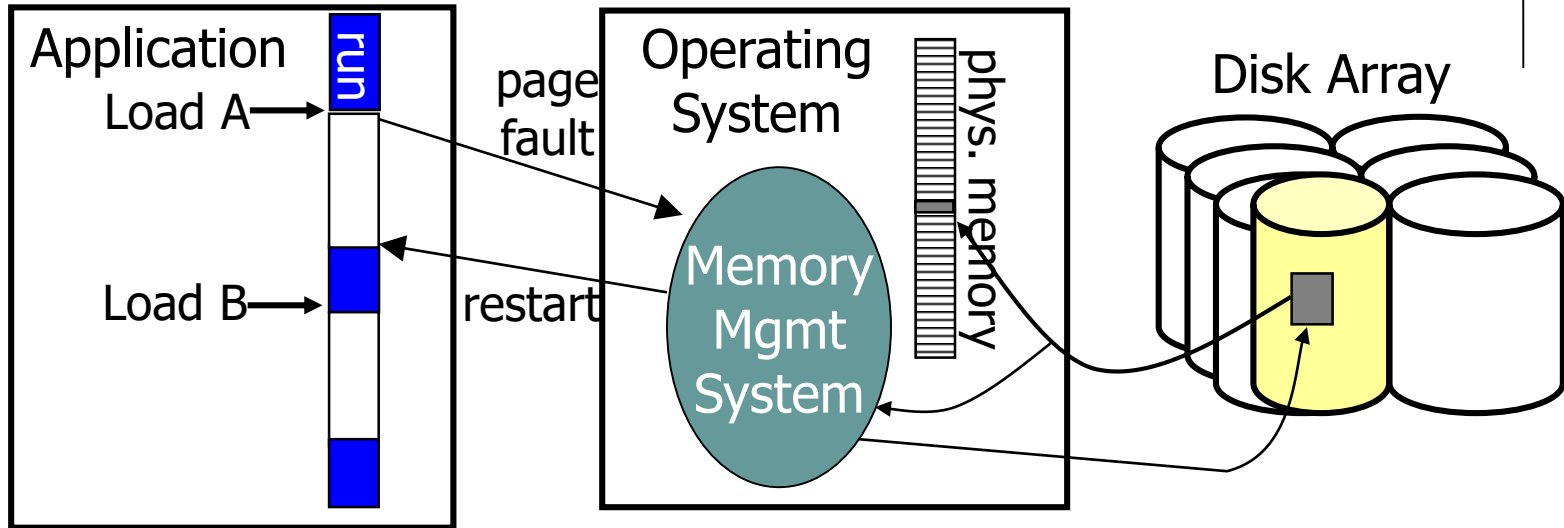 Application
run
Load A
Load B
page
fault
restart
Operating
System
phys. memory
Memory
Mgmt
System
Disk Array